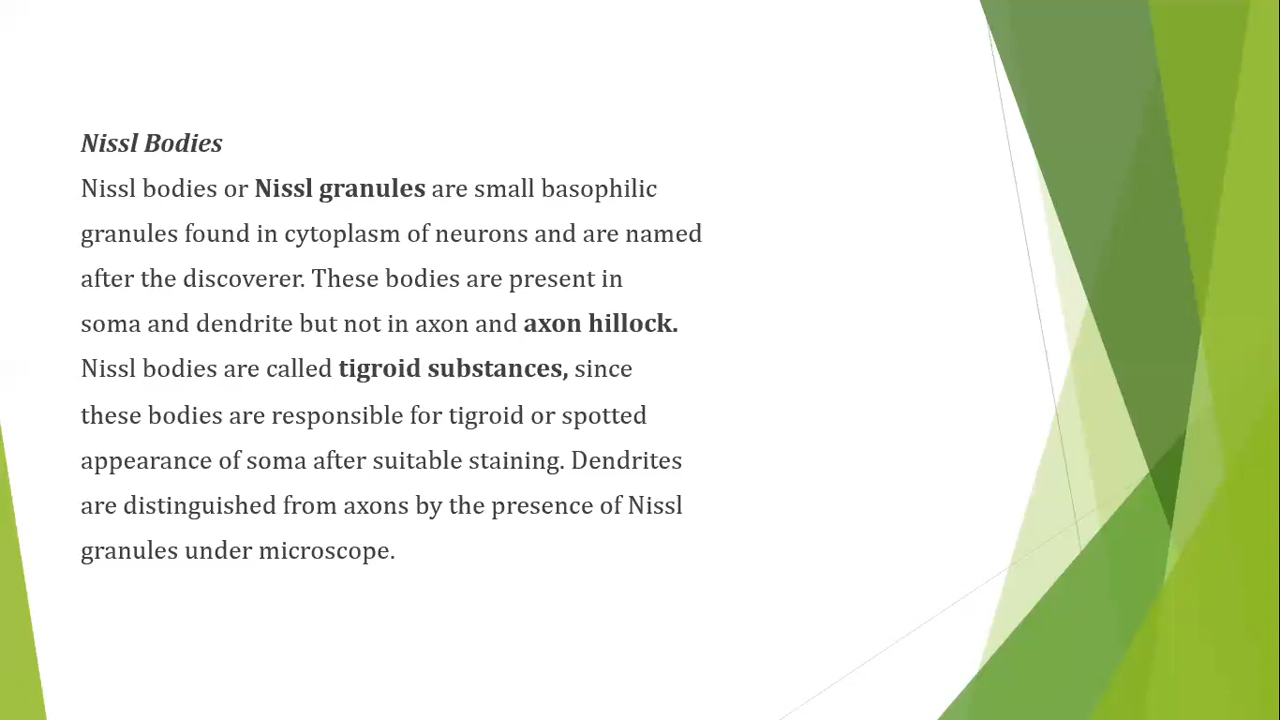 Nissl Bodies
Nissl bodies or Nissl granules are small basophilic
granules found in cytoplasm of neurons and are named
after the discoverer. These bodies are present in
soma and dendrite but not in axon and axon hillock.
Nissl bodies are called tigroid substances, since
these bodies are responsible for tigroid or spotted
appearance of soma after suitable staining. Dendrites
are distinguished from axons by the presence of Nissl
granules under microscope.